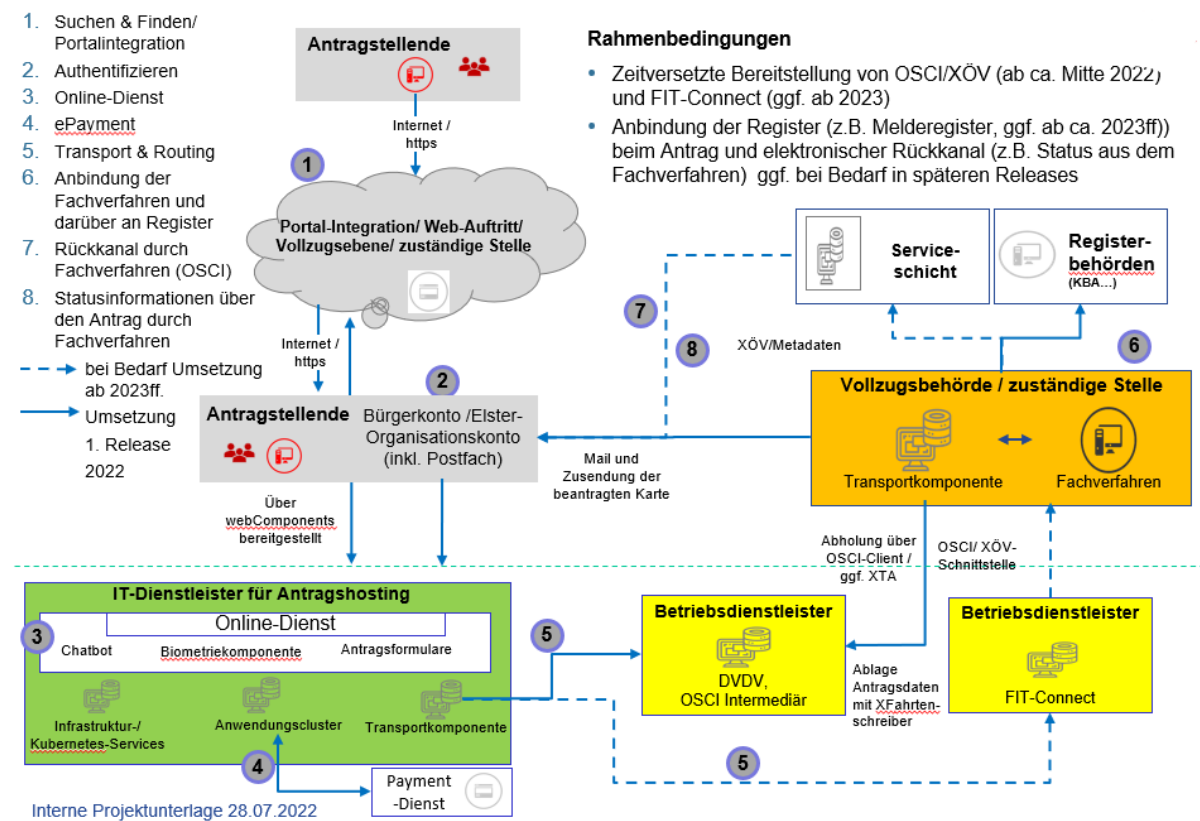 1. Suchen & Finden/
Portalintegration
2. Authentifizieren
3. Online-Dienst
4. ePayment
5. Transport & Routing
6. Anbindung der
Fachverfahren und
darüber an Register
7. Rückkanal durch
Fachverfahren (OSCI)
8. Statusinformationen über
den Antrag durch
Fachverfahren
bei Bedarf Umsetzung
ab 2023ff.
Umsetzung
1. Release
2022
Antragstellende
Internet /
https
Rahmenbedingungen
• Zeitversetzte Bereitstellung von OSCI/XÖV (ab ca. Mitte 2022)
und FIT-Connect (ggf. ab 2023)
• Anbindung der Register (z.B. Melderegister, ggf. ab ca. 2023ff))
beim Antrag und elektronischer Rückkanal (z.B. Status aus dem
Fachverfahren) ggf. bei Bedarf in späteren Releases
1
Portal-Integration/ Web-Auftritt/
Vollzugsebene/ zuständige Stelle
Service-
schicht
Register-
behörden
(KBA...)
7
8
XÖV/Metadaten
6
Internet /
https
2
Antragstellende
Bürgerkonto /Elster-
Organisationskonto
(inkl. Postfach)
Vollzugsbehörde / zuständige Stelle
Transportkomponente
Fachverfahren
Mail und
Zusendung der
beantragten Karte
Über
webComponents
bereitgestellt
Abholung über
OSCI-Client /
ggf. XTA
OSCI/ XÖV-
Schnittstelle
IT-Dienstleister für Antragshosting
3
Online-Dienst
Chatbot
Biometriekomponente
Antragsformulare
Infrastruktur-/
Kubernetes-Services
Anwendungscluster
Transportkomponente
5
Betriebsdienstleister
DVDV,
OSCI Intermediär
Ablage
Antragsdaten
mit XFahrten-
schreiber
Betriebsdienstleister
FIT-Connect
5
4
Payment
-Dienst
Interne Projektunterlage 28.07.2022